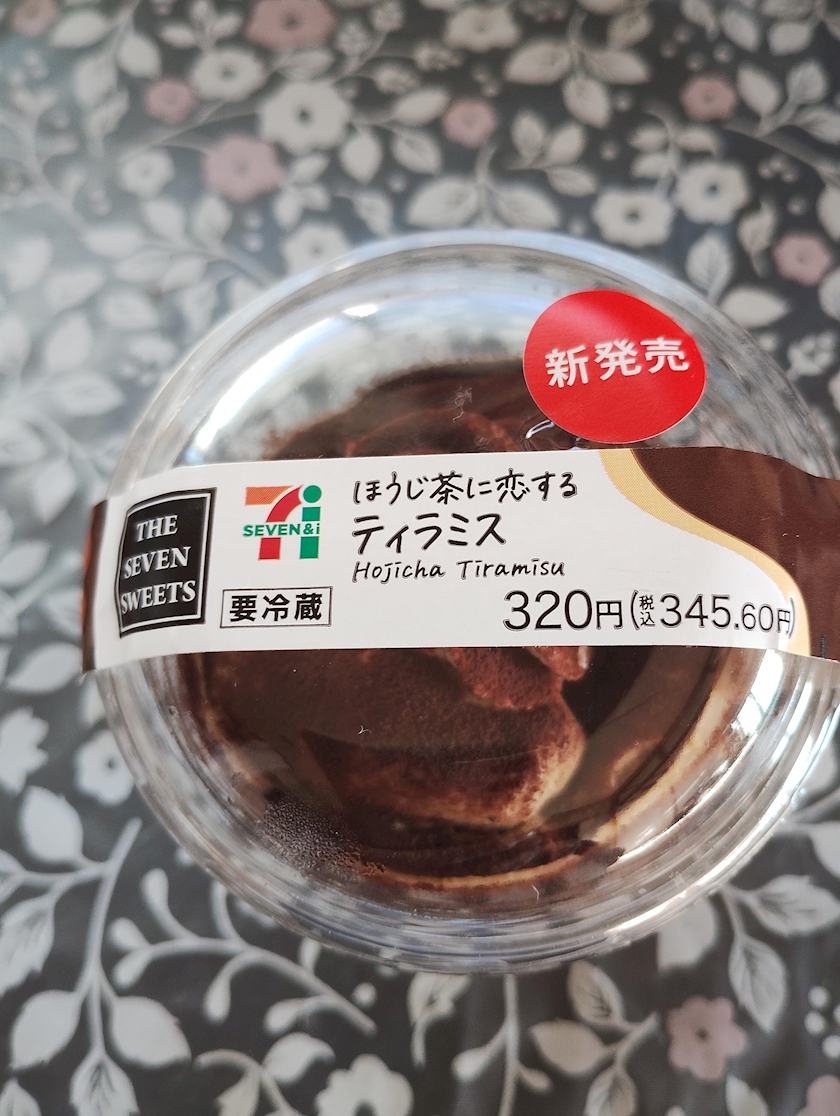 新発売
THE
SEVEN
SWEETS
SEVEN&i
要冷蔵
ほうじ茶に恋する
ティラミス
Hojicha Tiramisu
320円(税込345.60円)